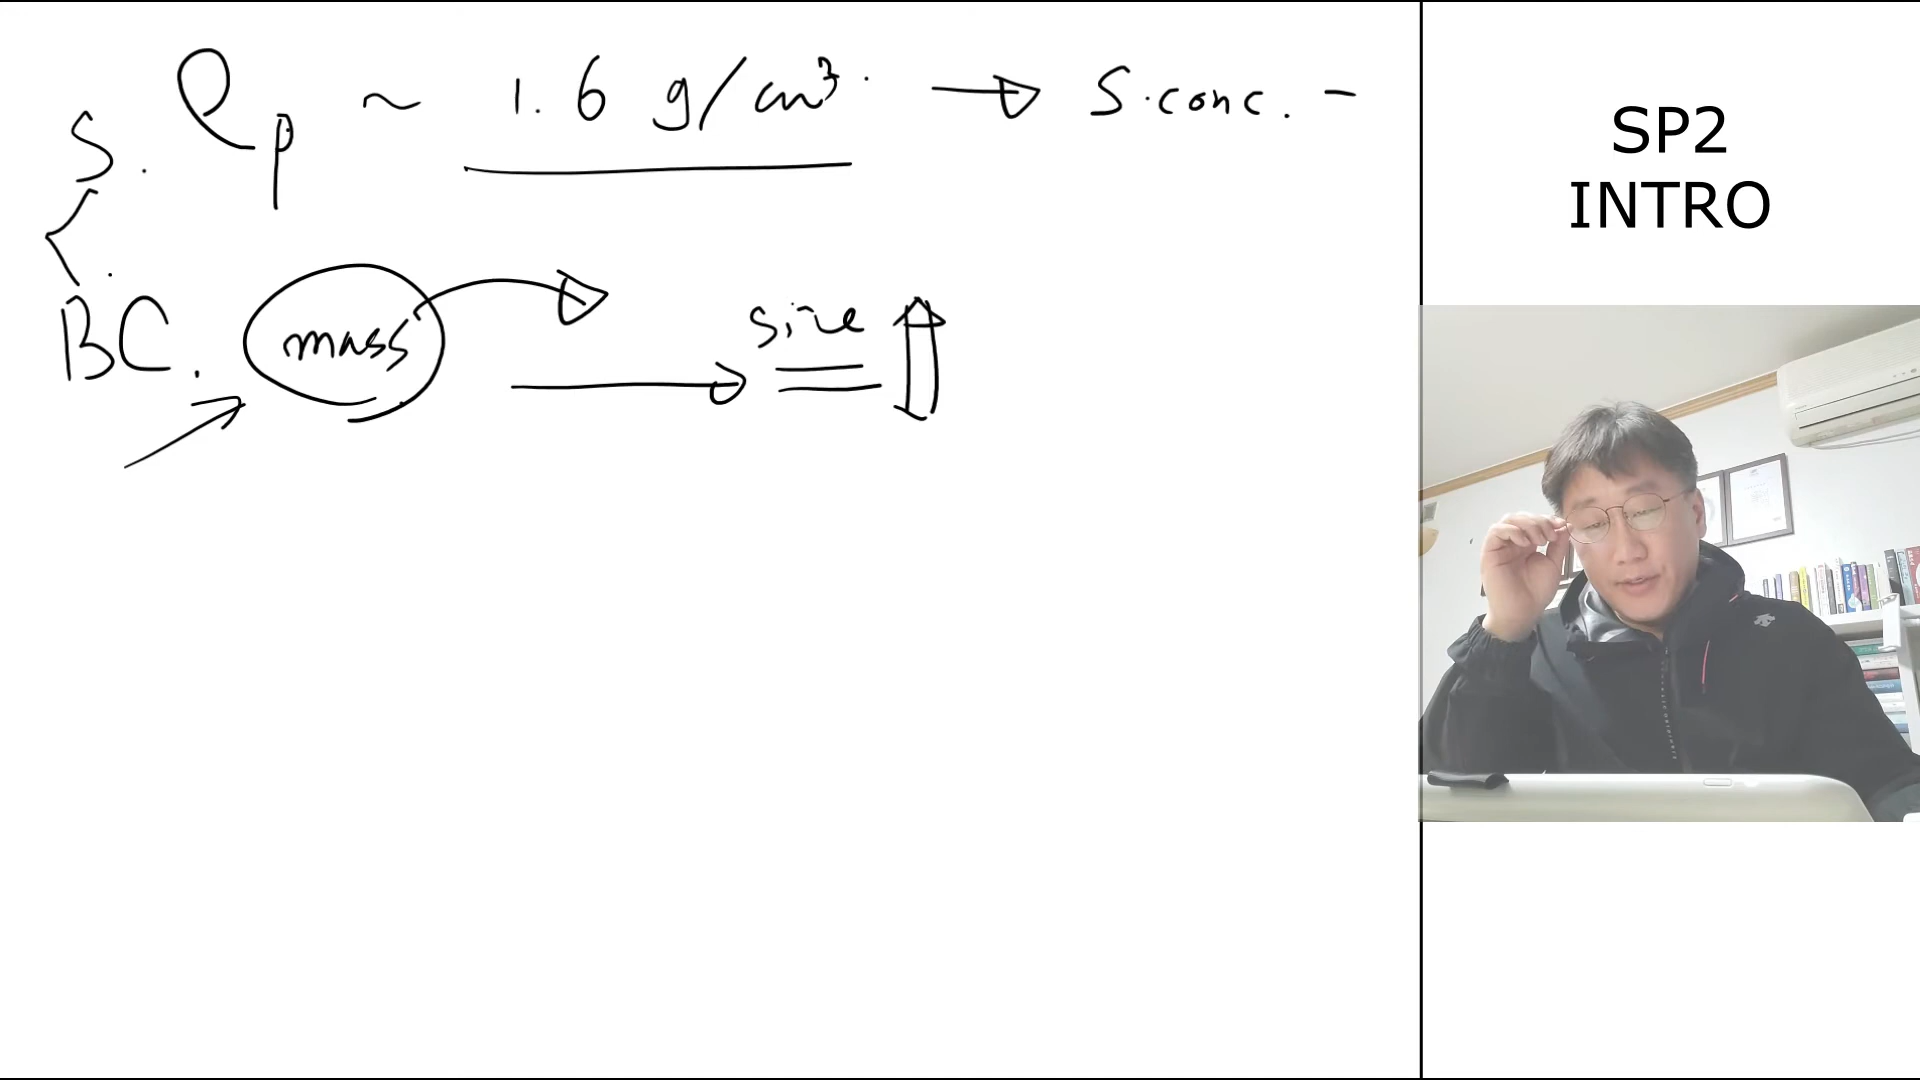 S. ρp ~ 1.6 g/cm³. → S.conc. -
BC. mass → size ↑
SP2
INTRO